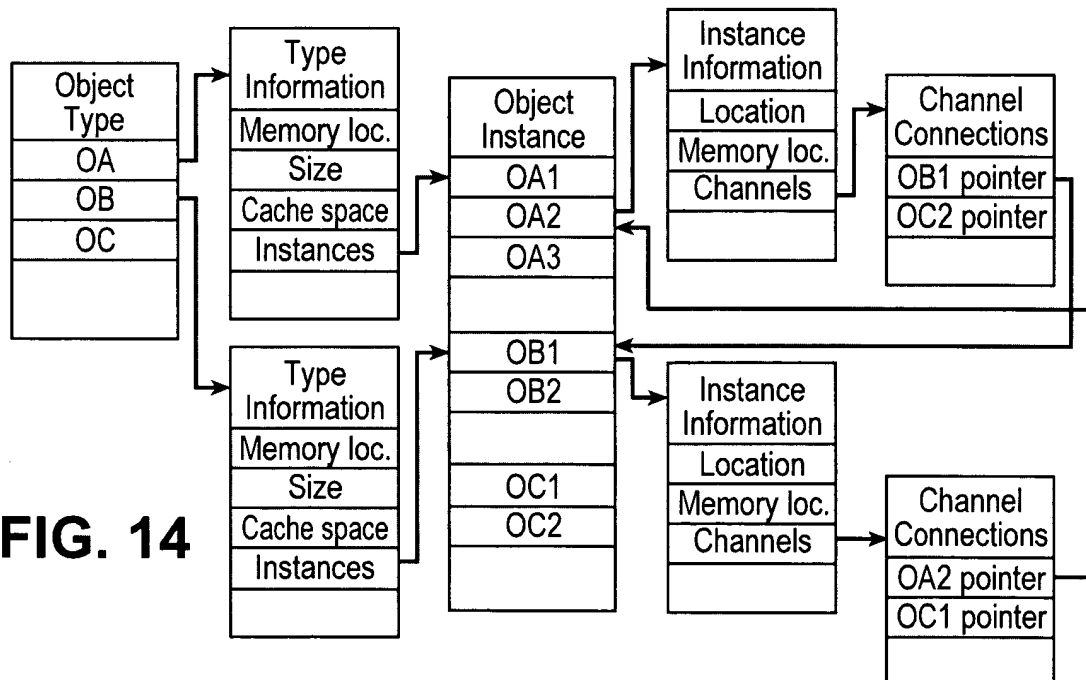 Object
Type
OA
OB
OC
Type
Information
Memory loc.
Size
Cache space
Instances
Type
Information
Memory loc.
Size
Cache space
Instances
Object
Instance
OA1
OA2
OA3
OB1
OB2
OC1
OC2
Instance
Information
Location
Memory loc.
Channels
Channel
Connections
OB1 pointer
OC2 pointer
Instance
Information
Location
Memory loc.
Channels
Channel
Connections
OA2 pointer
OC1 pointer
FIG. 14